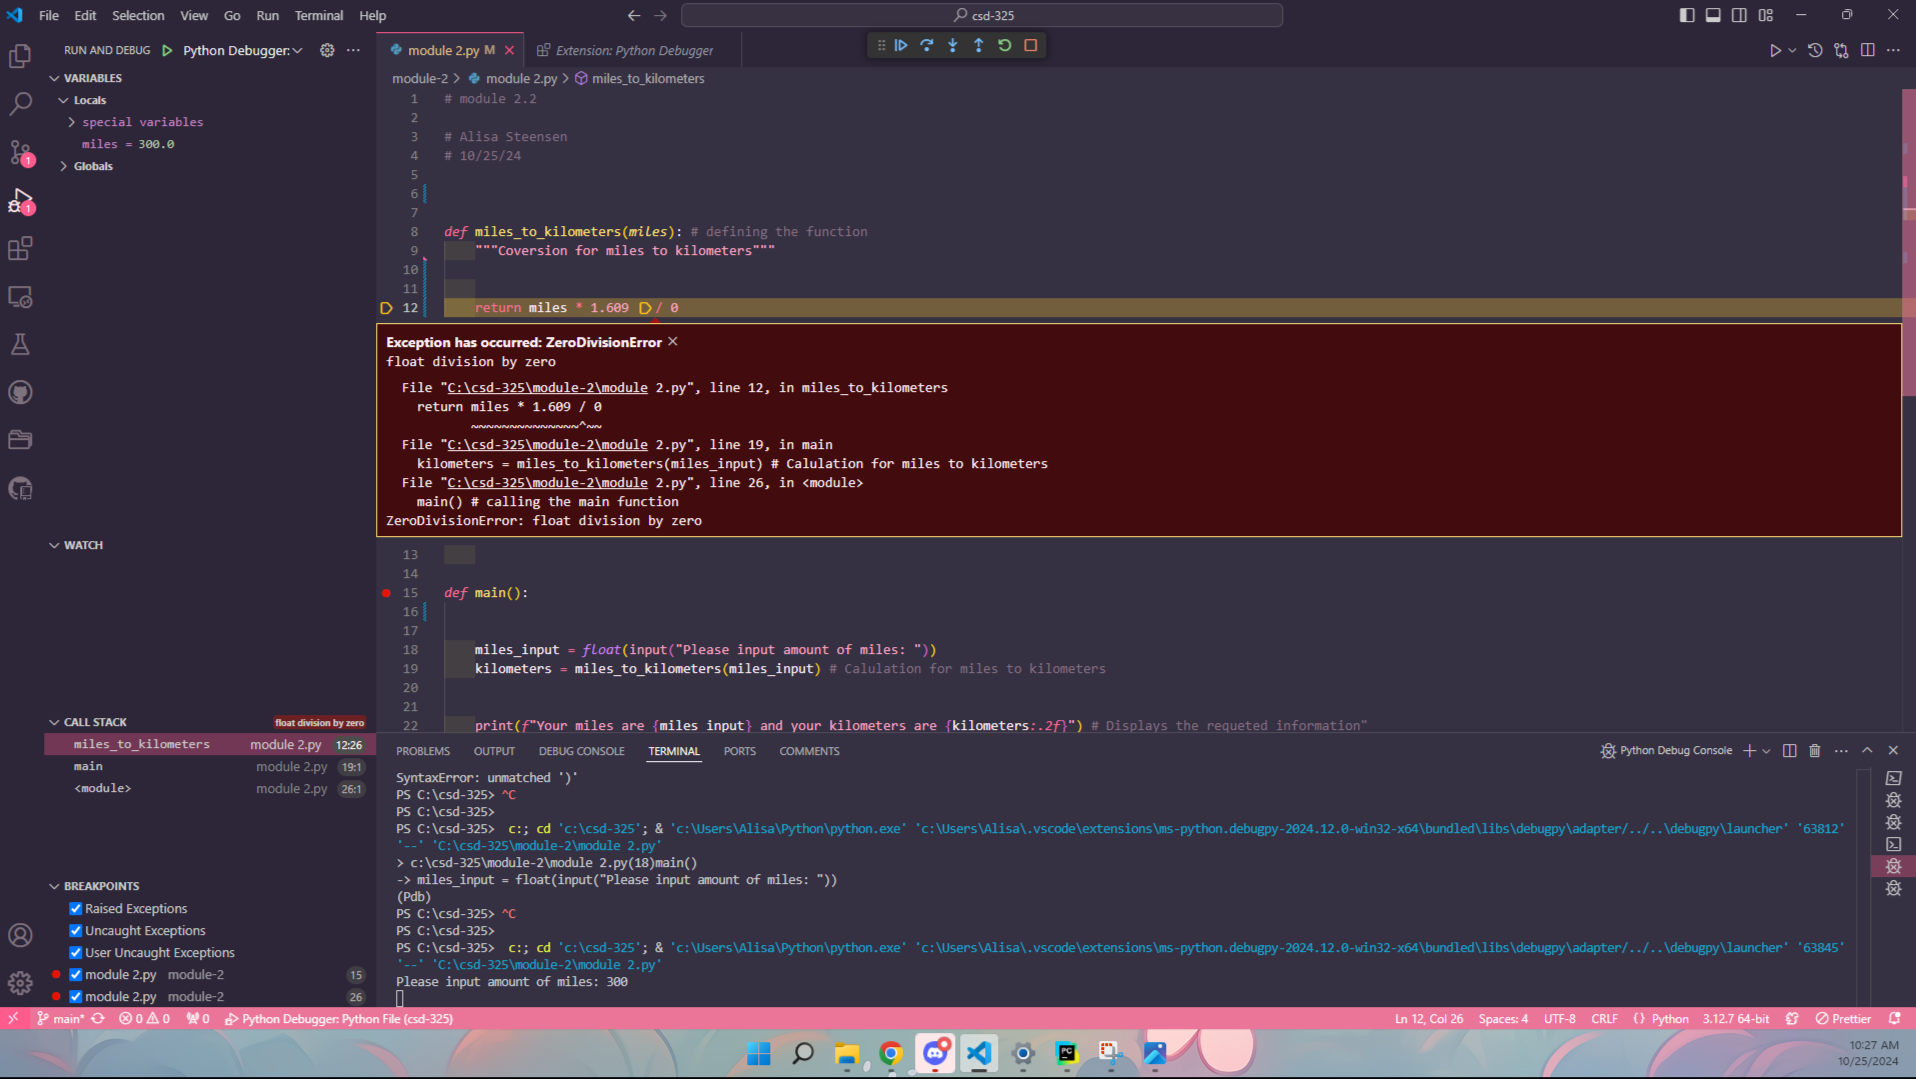 File Edit Selection View Go Run Terminal Help
csd-325
RUN AND DEBUG Python Debugger:
module 2.py M
Extension: Python Debugger
VARIABLES
module-2 > module 2.py > miles_to_kilometers
Locals
special variables
miles = 300.0
Globals
1 # module 2.2
2
3 # Alisa Steensen
4 # 10/25/24
5
6
7
8 def miles_to_kilometers(miles): # defining the function
9 """Coversion for miles to kilometers"""
10
11
12 return miles * 1.609 / 0
Exception has occurred: ZeroDivisionError
float division by zero
File "C:\csd-325\module-2\module 2.py", line 12, in miles_to_kilometers
return miles * 1.609 / 0
~~~~~~~~~~~~~~^~~
File "C:\csd-325\module-2\module 2.py", line 19, in main
kilometers = miles_to_kilometers(miles_input) # Calulation for miles to kilometers
File "C:\csd-325\module-2\module 2.py", line 26, in <module>
main() # calling the main function
ZeroDivisionError: float division by zero
13
14
15 def main():
16
17
18 miles_input = float(input("Please input amount of miles: "))
19 kilometers = miles_to_kilometers(miles_input) # Calulation for miles to kilometers
20
21
22 print(f"Your miles are {miles_input} and your kilometers are {kilometers:.2f}") # Displays the requeted information"
WATCH
CALL STACK float division by zero
miles_to_kilometers module 2.py 12:26
main module 2.py 19:1
<module> module 2.py 26:1
BREAKPOINTS
Raised Exceptions
Uncaught Exceptions
User Uncaught Exceptions
module 2.py module-2 15
module 2.py module-2 26
PROBLEMS OUTPUT DEBUG CONSOLE TERMINAL PORTS COMMENTS
Python Debug Console
SyntaxError: unmatched ')'
PS C:\csd-325> ^C
PS C:\csd-325>
PS C:\csd-325> c:; cd 'c:\csd-325'; & 'c:\Users\Alisa\Python\python.exe' 'c:\Users\Alisa\.vscode\extensions\ms-python.debugpy-2024.12.0-win32-x64\bundled\libs\debugpy\adapter/../..\debugpy\launcher' '63812'
'--' 'C:\csd-325\module-2\module 2.py'
> c:\csd-325\module-2\module 2.py(18)main()
-> miles_input = float(input("Please input amount of miles: "))
(Pdb)
PS C:\csd-325> ^C
PS C:\csd-325>
PS C:\csd-325> c:; cd 'c:\csd-325'; & 'c:\Users\Alisa\Python\python.exe' 'c:\Users\Alisa\.vscode\extensions\ms-python.debugpy-2024.12.0-win32-x64\bundled\libs\debugpy\adapter/../..\debugpy\launcher' '63845'
'--' 'C:\csd-325\module-2\module 2.py'
Please input amount of miles: 300
main* 0 0 0 Python Debugger: Python File (csd-325)
Ln 12, Col 26 Spaces: 4 UTF-8 CRLF {} Python 3.12.7 64-bit Prettier
10:27 AM
10/25/2024